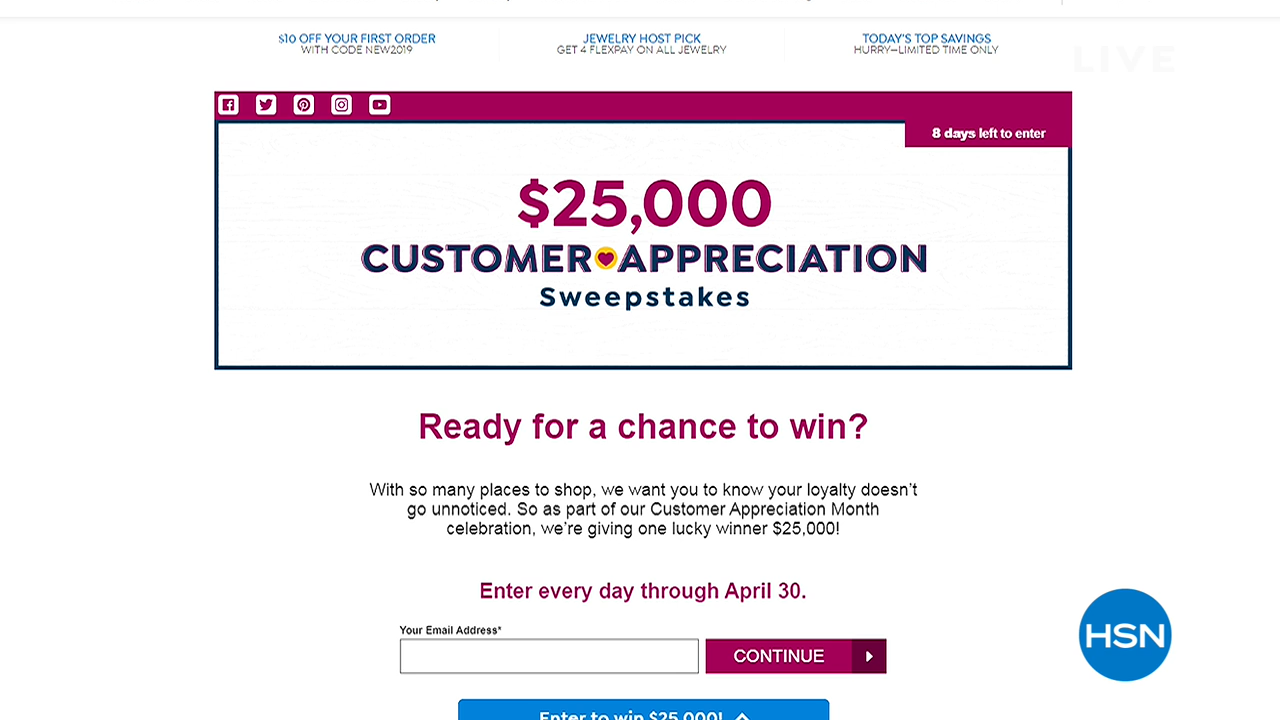 $10 OFF YOUR FIRST ORDER
WITH CODE NEW2019
JEWELRY HOST PICK
GET 4 FLEXPAY ON ALL JEWELRY
TODAY'S TOP SAVINGS
HURRY—LIMITED TIME ONLY
LIVE
8 days left to enter
$25,000
CUSTOMER APPRECIATION
Sweepstakes
Ready for a chance to win?
With so many places to shop, we want you to know your loyalty doesn't
go unnoticed. So as part of our Customer Appreciation Month
celebration, we're giving one lucky winner $25,000!
Enter every day through April 30.
Your Email Address*
CONTINUE
HSN
Enter to win $25,000!